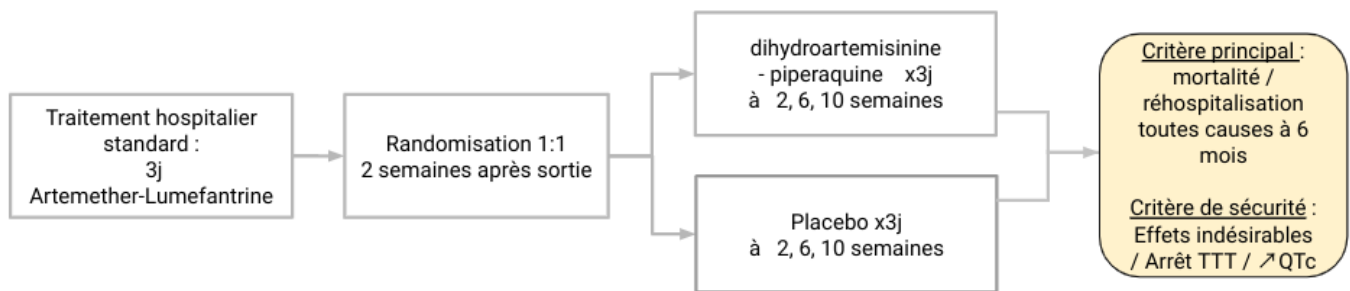 Traitement hospitalier
standard :
3j
Artemether-Lumefantrine
Randomisation 1:1
2 semaines après sortie
dihydroartemisinine
- piperaquine x3j
à 2, 6, 10 semaines
Placebo x3j
à 2, 6, 10 semaines
Critère principal :
mortalité /
réhospitalisation
toutes causes à 6
mois
Critère de sécurité :
Effets indésirables
/ Arrêt TTT / ↗QTc